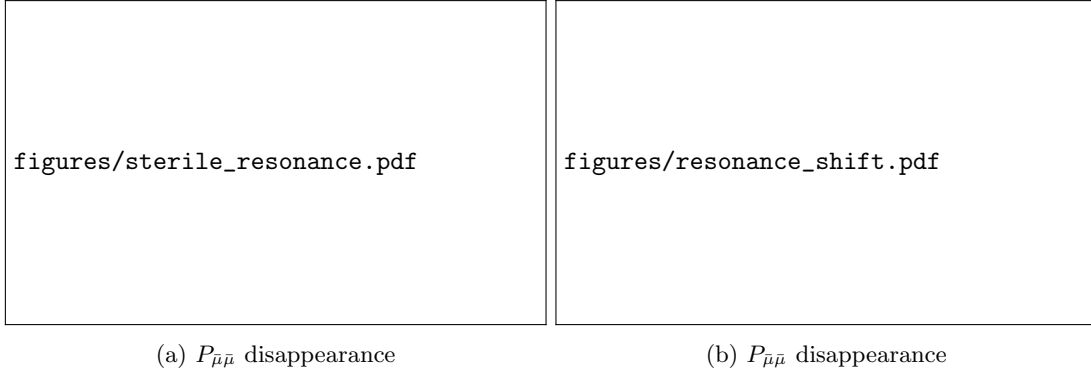 figures/sterile_resonance.pdf
figures/resonance_shift.pdf
(a) $P_{\bar{\mu}\bar{\mu}}$ disappearance
(b) $P_{\bar{\mu}\bar{\mu}}$ disappearance